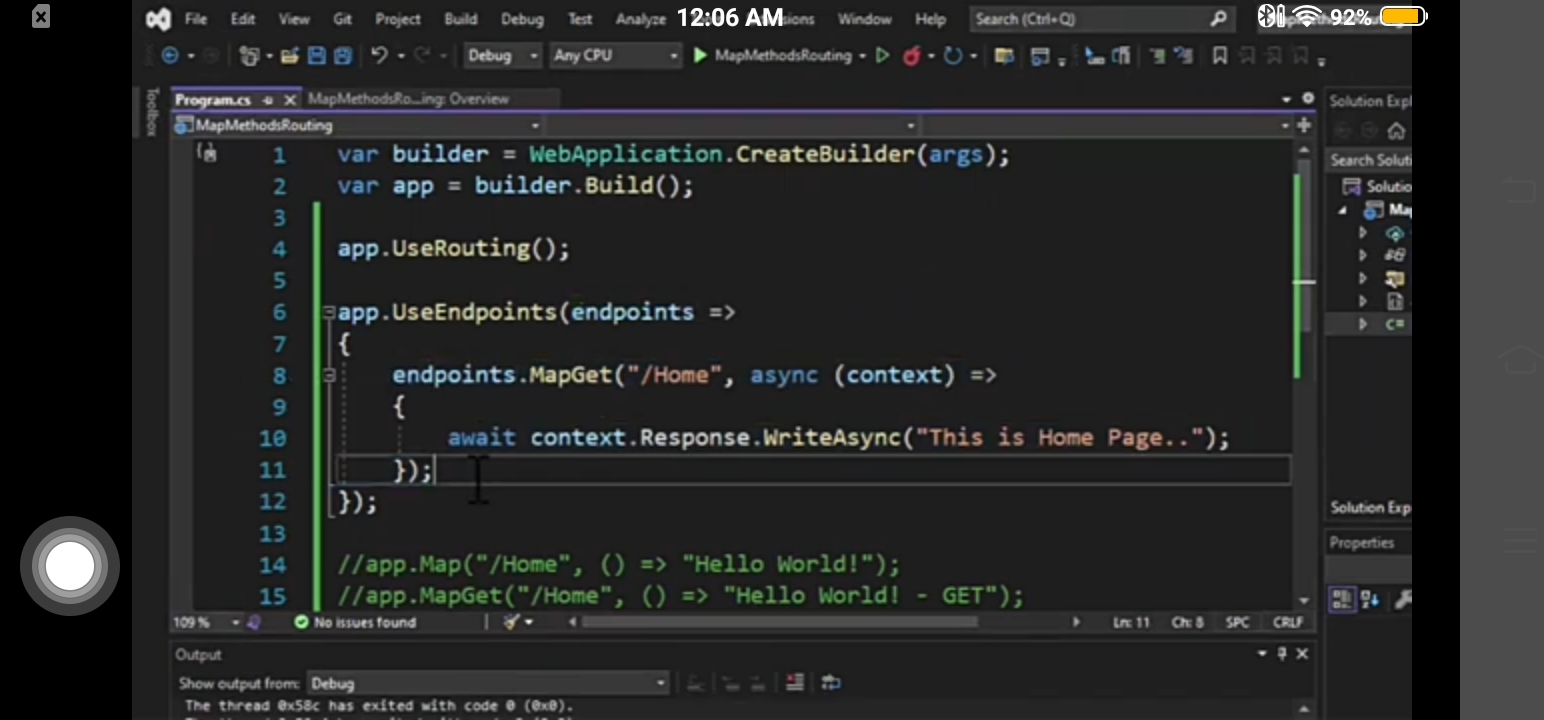 File Edit View Git Project Build Debug Test Analyze Window Help Search (Ctrl+Q)
12:06 AM
92%
Debug Any CPU MapMethodsRouting
Toolbox
Program.cs MapMethodsRo...ing: Overview
Solution Expl
MapMethodsRouting
Search Solut
Solutio
Ma
1 var builder = WebApplication.CreateBuilder(args);
2 var app = builder.Build();
3
4 app.UseRouting();
5
6 app.UseEndpoints(endpoints =>
7 {
8 endpoints.MapGet("/Home", async (context) =>
9 {
10 await context.Response.WriteAsync("This is Home Page..");
11 });
12 });
13
14 //app.Map("/Home", () => "Hello World!");
15 //app.MapGet("/Home", () => "Hello World! - GET");
C#
Solution Exp
Properties
109 % No issues found Ln: 11 Ch: 8 SPC CRLF
Output
Show output from: Debug
The thread 0x58c has exited with code 0 (0x0).